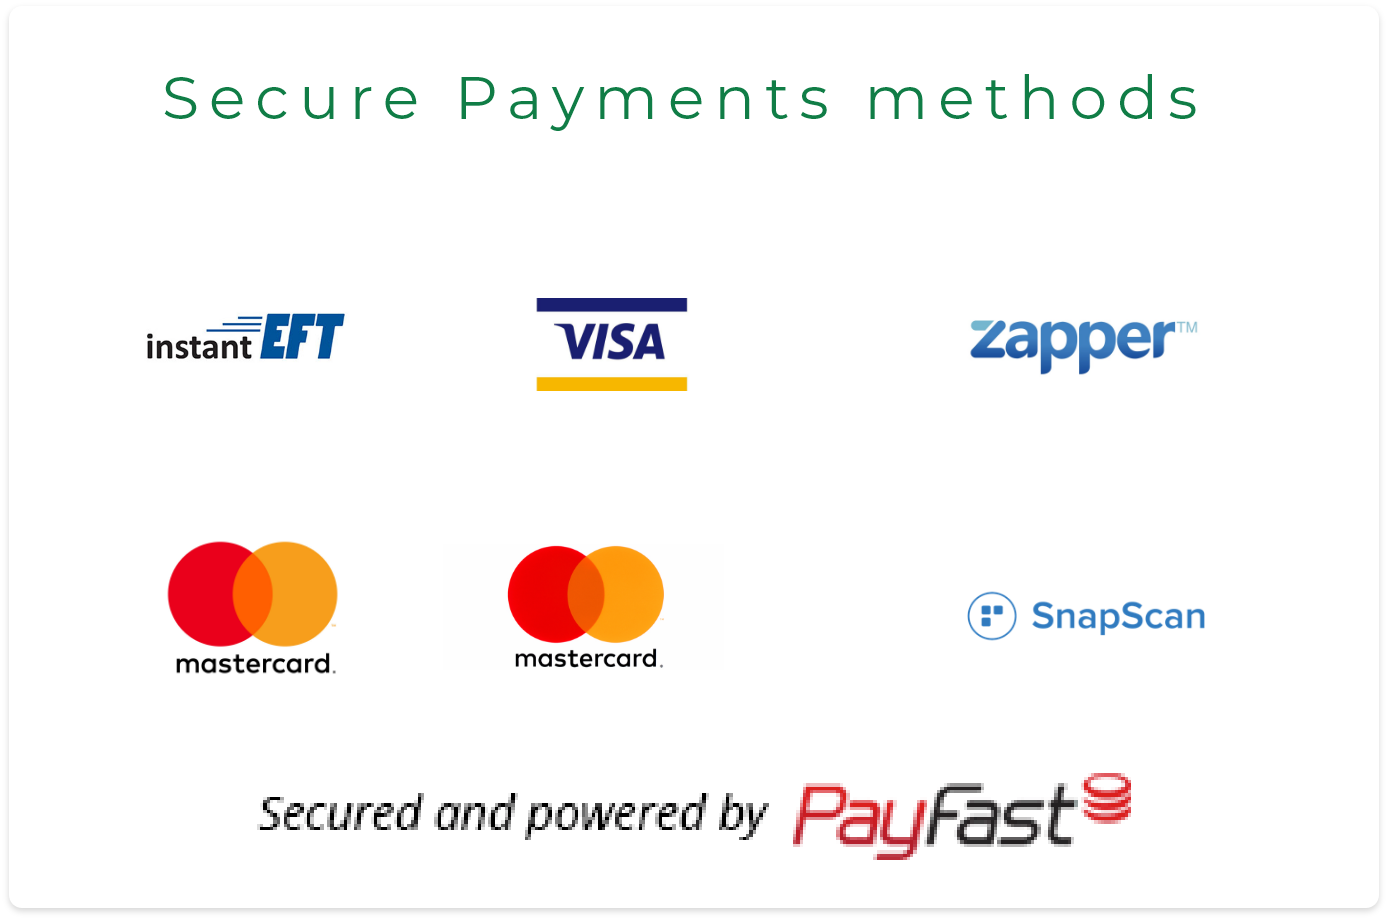 Secure Payments methods
instant EFT
VISA
zapper™
mastercard.
mastercard.
SnapScan
Secured and powered by PayFast